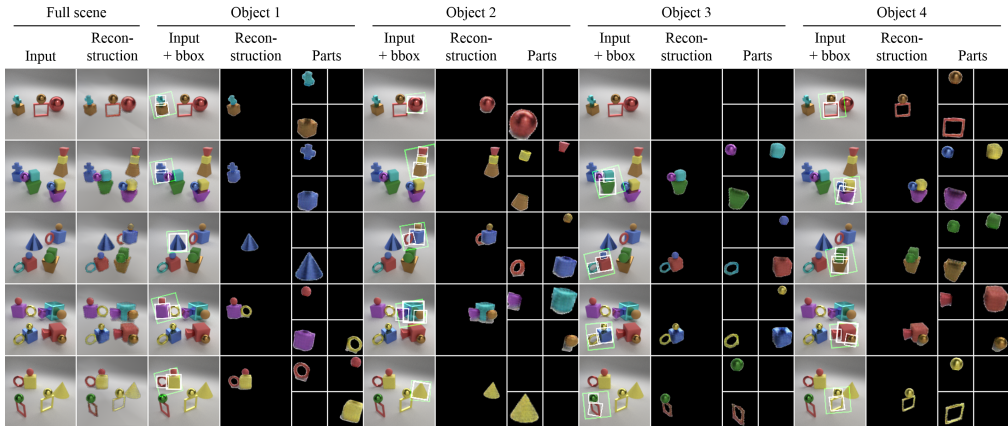 Full scene Object 1 Object 2 Object 3 Object 4
Input Recon-struction Input + bbox Recon-struction Parts Input + bbox Recon-struction Parts Input + bbox Recon-struction Parts Input + bbox Recon-struction Parts